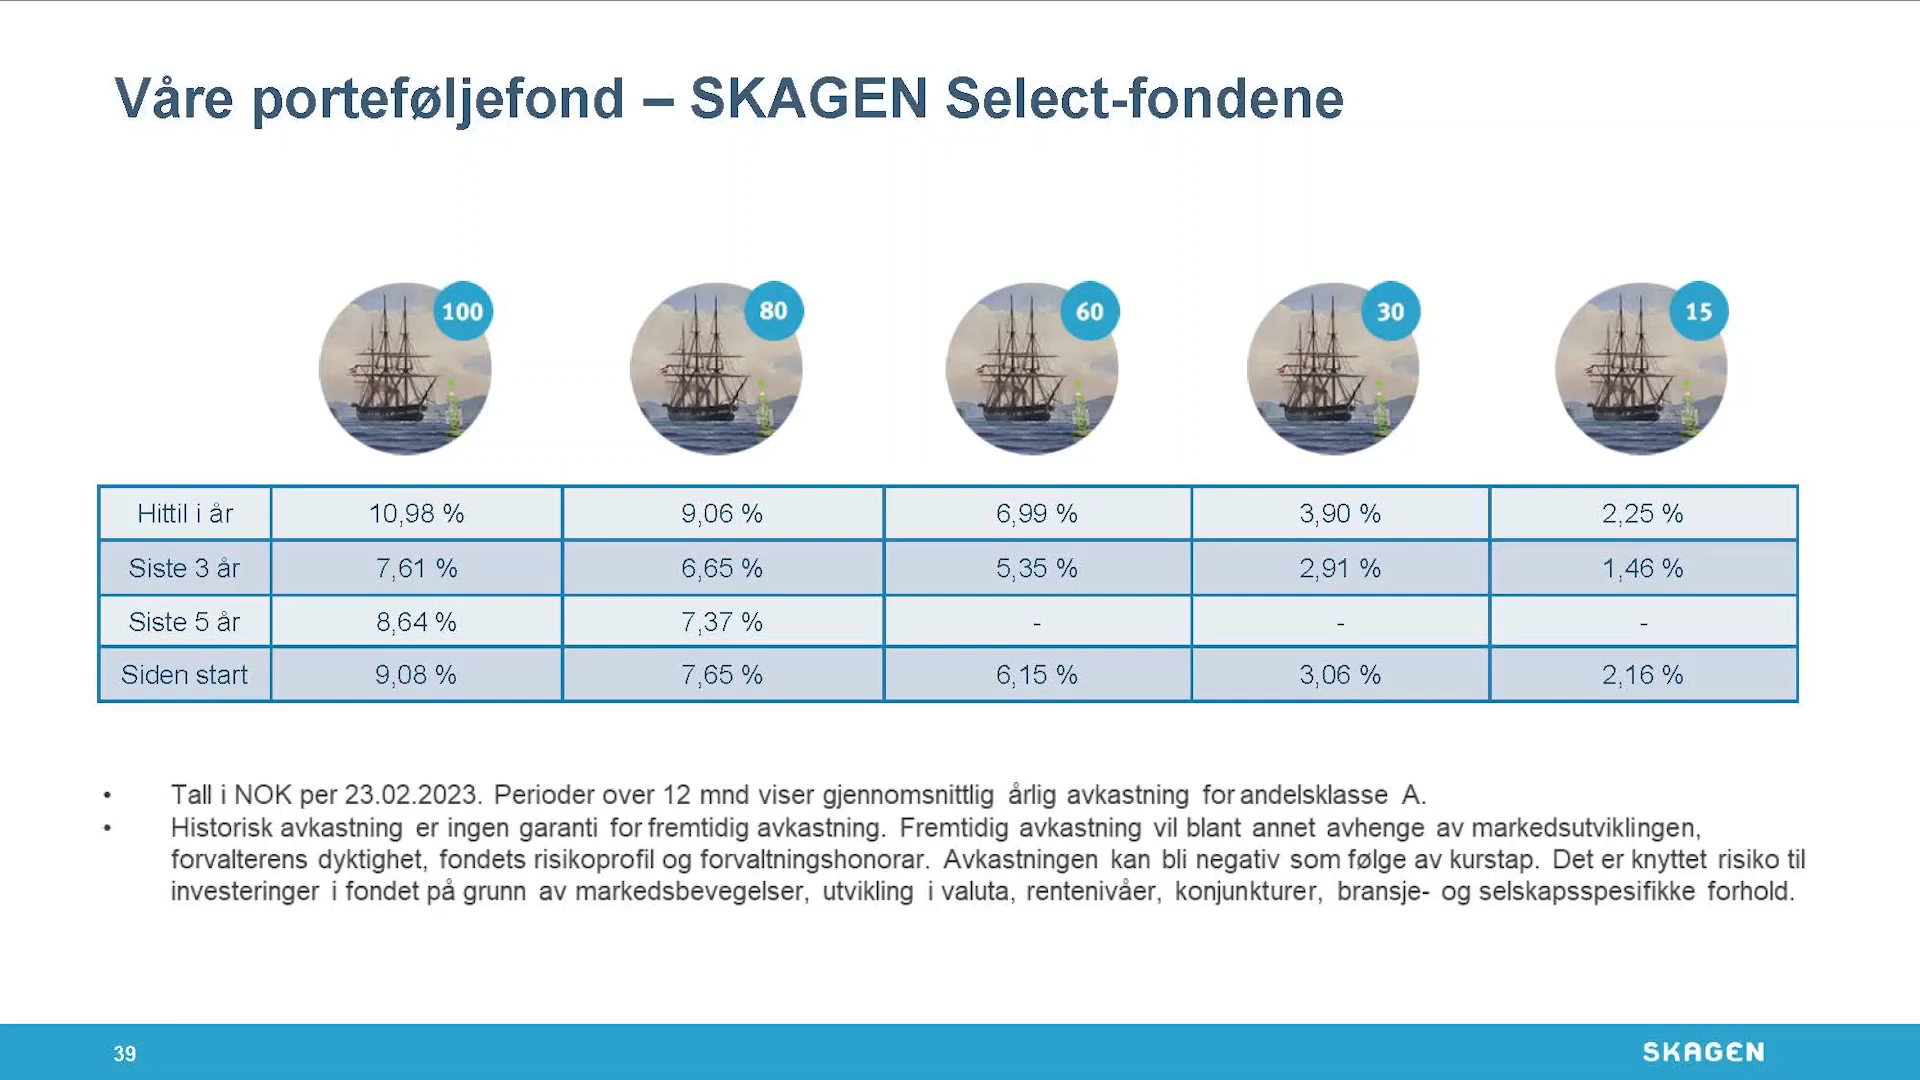 Våre porteføljefond – SKAGEN Select-fondene
100 80 60 30 15
Hittil i år 10,98 % 9,06 % 6,99 % 3,90 % 2,25 %
Siste 3 år 7,61 % 6,65 % 5,35 % 2,91 % 1,46 %
Siste 5 år 8,64 % 7,37 % - - -
Siden start 9,08 % 7,65 % 6,15 % 3,06 % 2,16 %
• Tall i NOK per 23.02.2023. Perioder over 12 mnd viser gjennomsnittlig årlig avkastning for andelsklasse A.
• Historisk avkastning er ingen garanti for fremtidig avkastning. Fremtidig avkastning vil blant annet avhenge av markedsutviklingen,
forvalterens dyktighet, fondets risikoprofil og forvaltningshonorar. Avkastningen kan bli negativ som følge av kurstap. Det er knyttet risiko til
investeringer i fondet på grunn av markedsbevegelser, utvikling i valuta, rentenivåer, konjunkturer, bransje- og selskapsspesifikke forhold.
39 SKAGEN